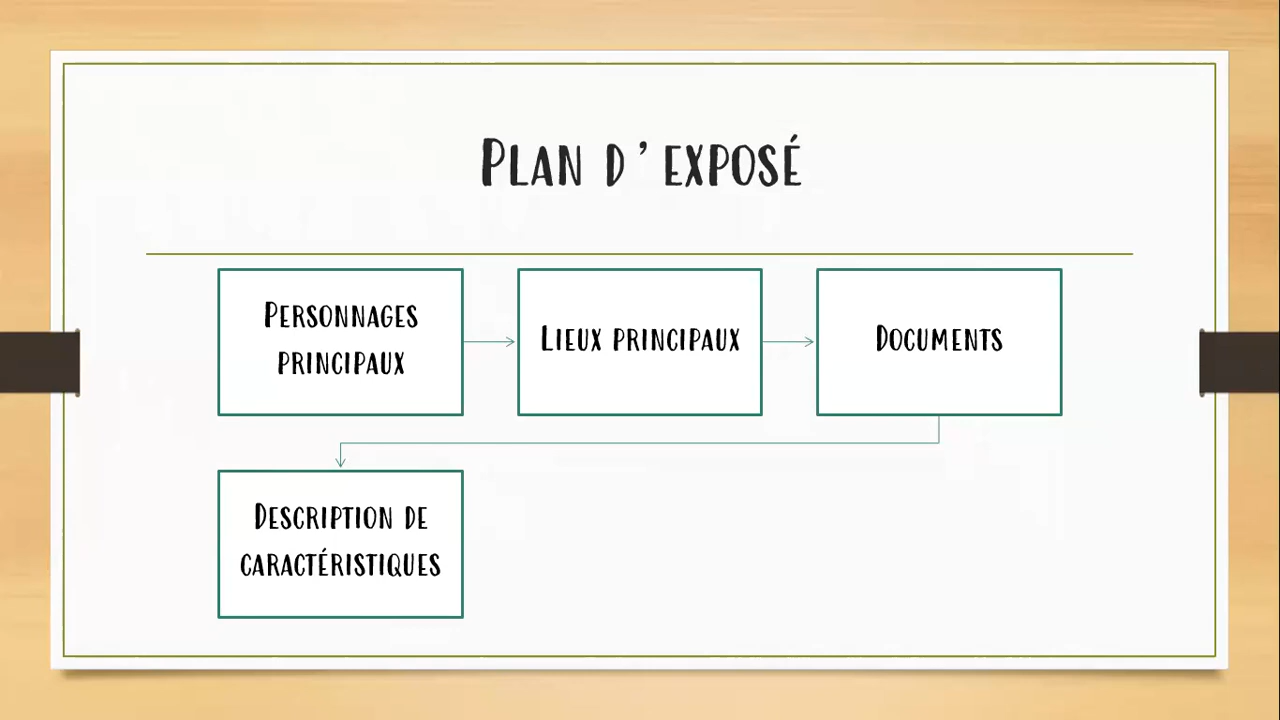 Plan d'exposé
Personnages
principaux
Lieux principaux
Documents
Description de
caractéristiques